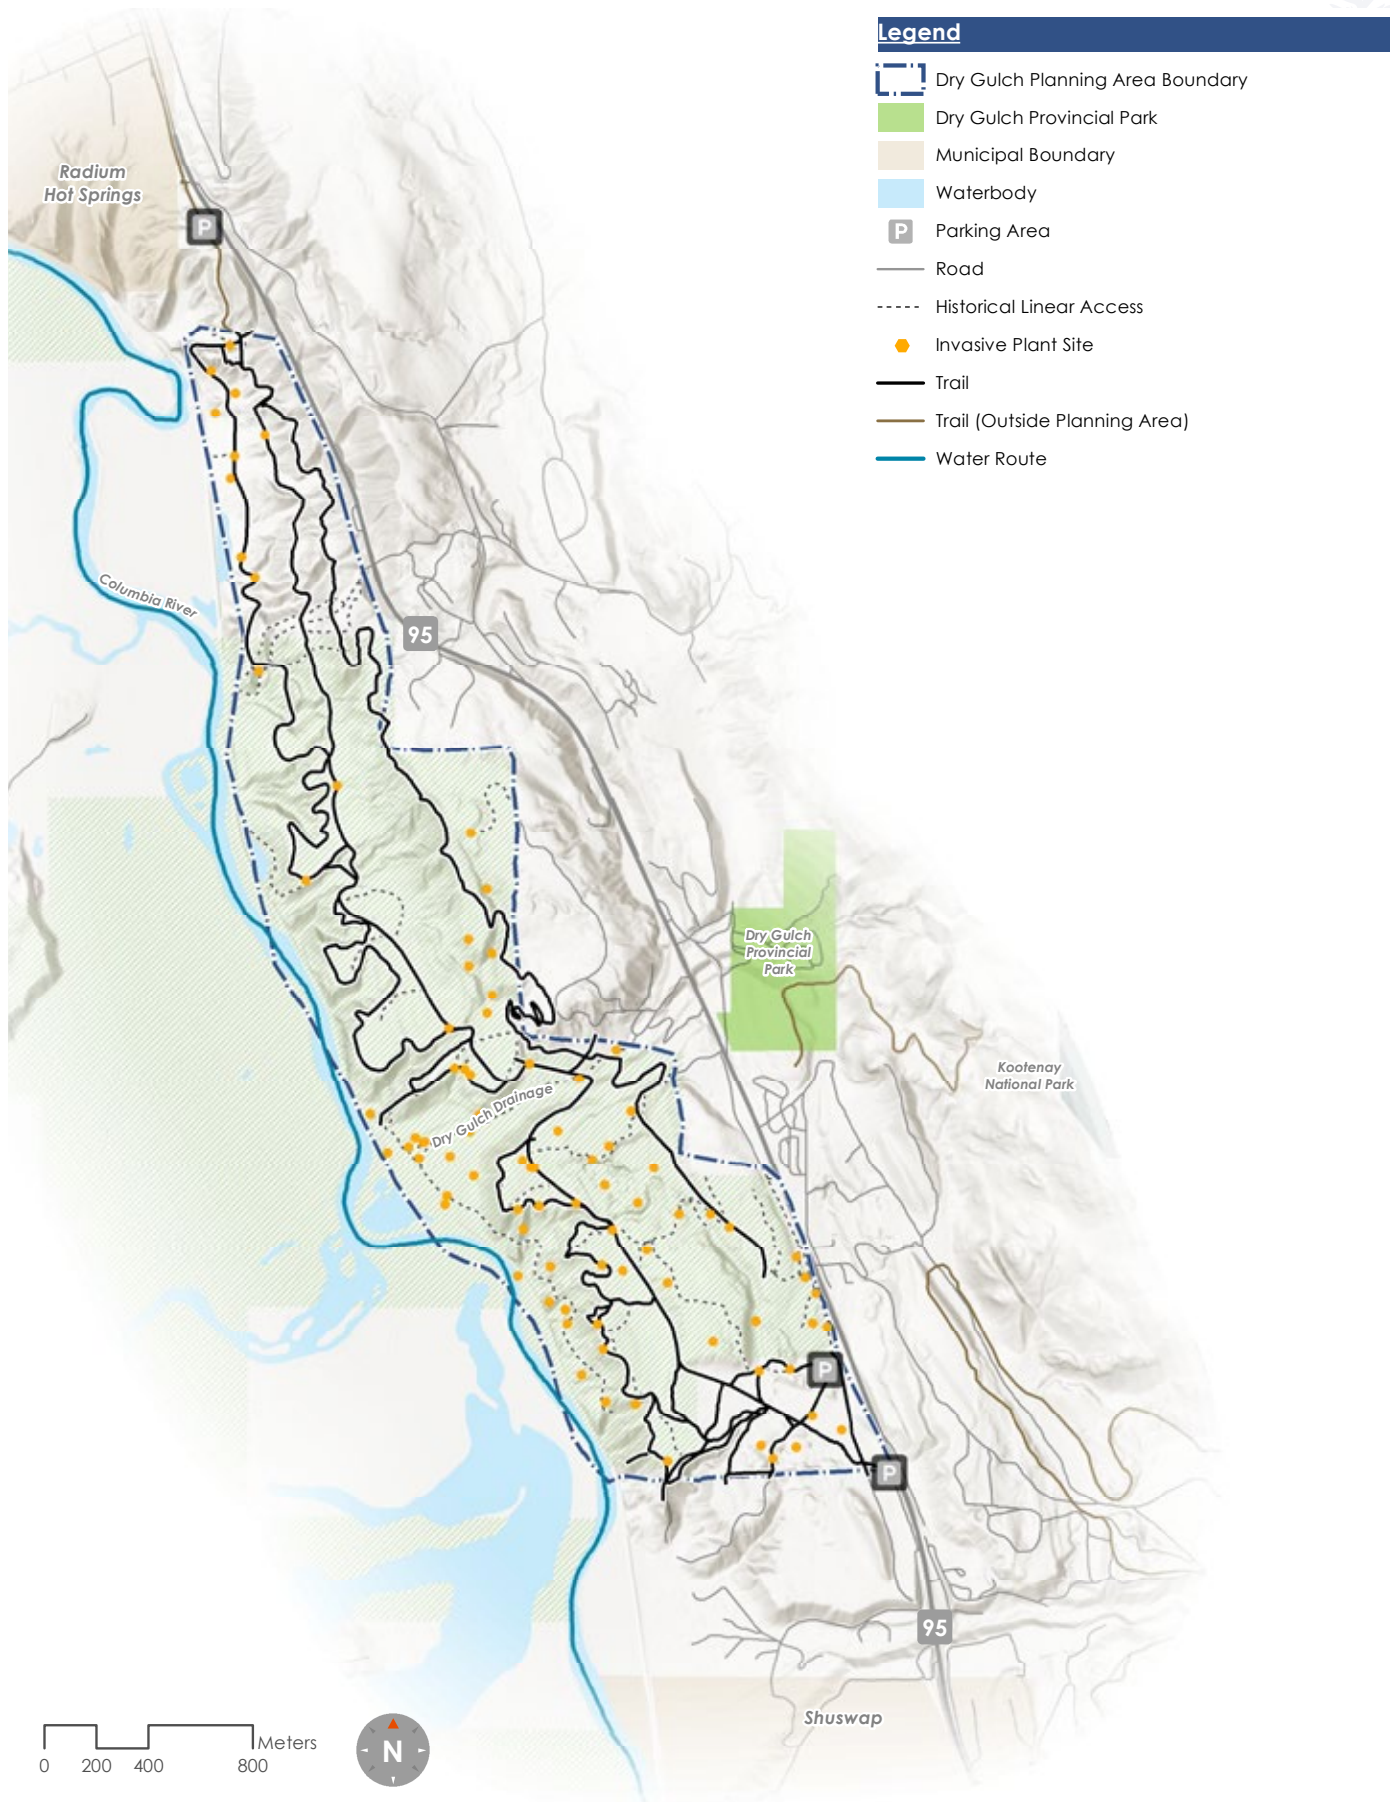 Legend
Dry Gulch Planning Area Boundary
Dry Gulch Provincial Park
Municipal Boundary
Waterbody
P Parking Area
Road
Historical Linear Access
Invasive Plant Site
Trail
Trail (Outside Planning Area)
Water Route
Radium
Hot Springs
P
Columbia River
95
Dry Gulch
Provincial
Park
Kootenay
National Park
Dry Gulch Drainage
P
P
95
Shuswap
Meters
0 200 400 800
N